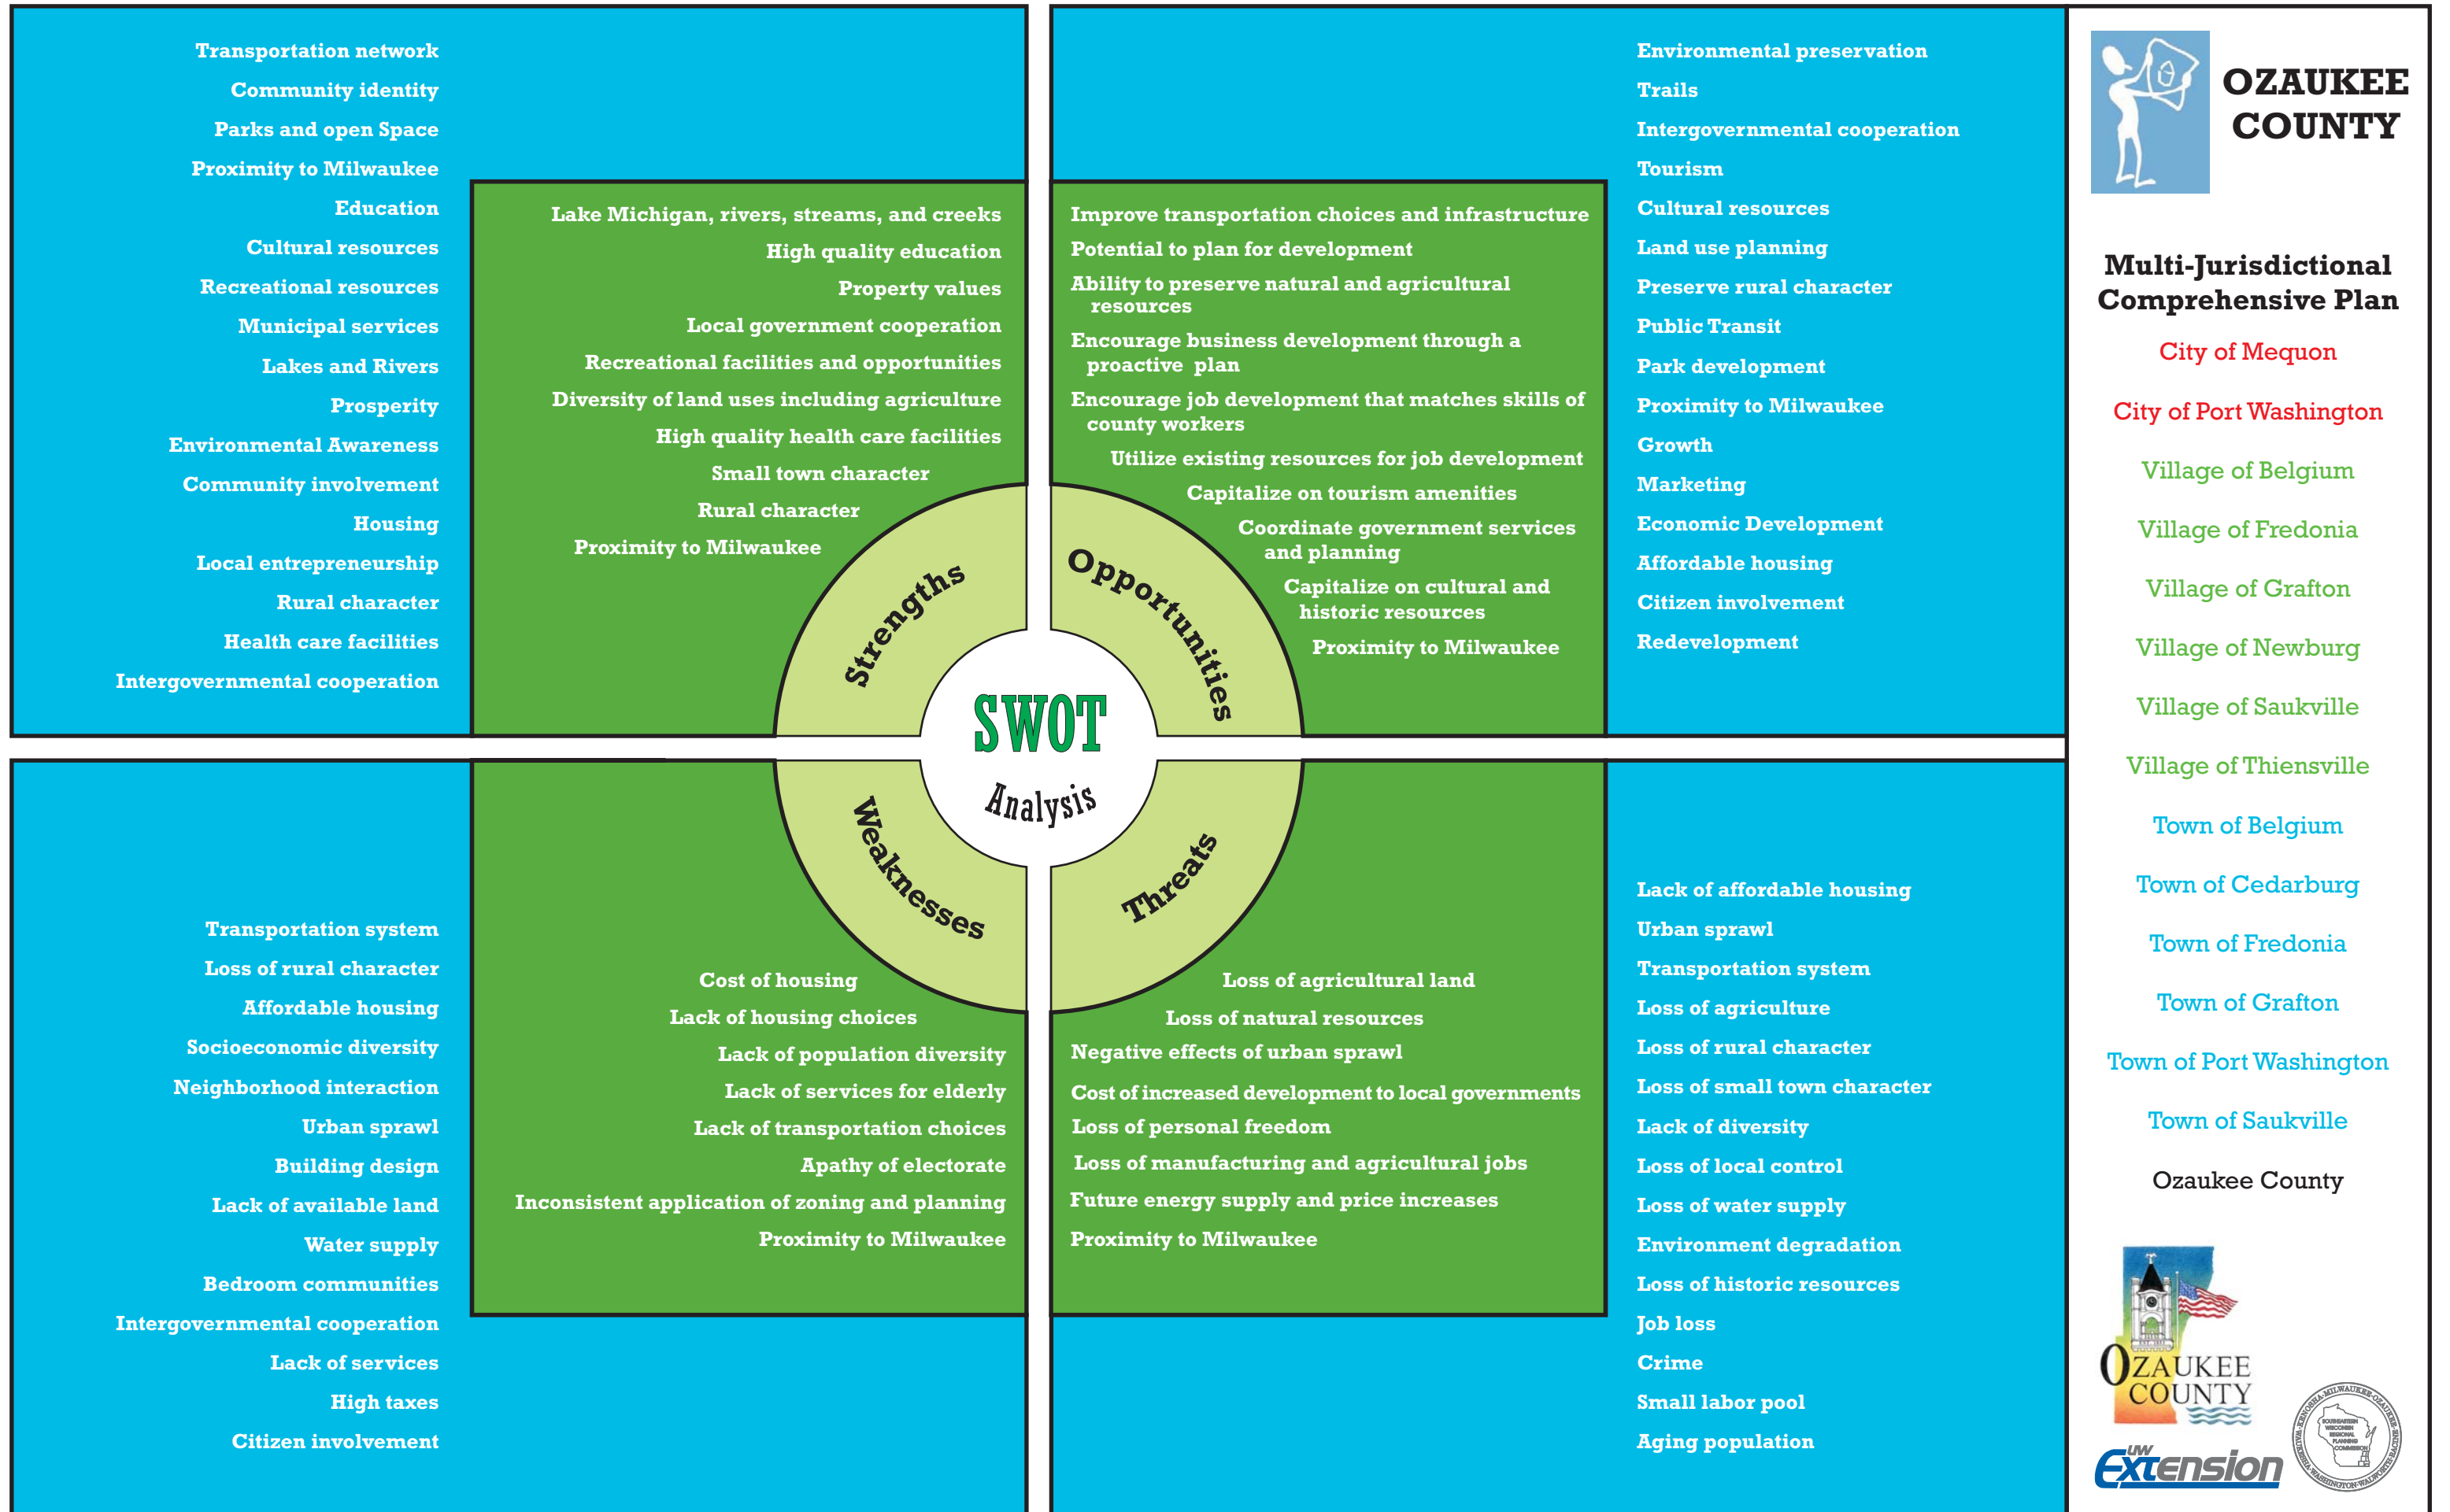 Transportation network
Community identity
Parks and open Space
Proximity to Milwaukee
Education
Cultural resources
Recreational resources
Municipal services
Lakes and Rivers
Prosperity
Environmental Awareness
Community involvement
Housing
Local entrepreneurship
Rural character
Health care facilities
Intergovernmental cooperation
Lake Michigan, rivers, streams, and creeks
High quality education
Property values
Local government cooperation
Recreational facilities and opportunities
Diversity of land uses including agriculture
High quality health care facilities
Small town character
Rural character
Proximity to Milwaukee
Strengths
Opportunities
Improve transportation choices and infrastructure
Potential to plan for development
Ability to preserve natural and agricultural
resources
Encourage business development through a
proactive plan
Encourage job development that matches skills of
county workers
Utilize existing resources for job development
Capitalize on tourism amenities
Coordinate government services
and planning
Capitalize on cultural and
historic resources
Proximity to Milwaukee
Environmental preservation
Trails
Intergovernmental cooperation
Tourism
Cultural resources
Land use planning
Preserve rural character
Public Transit
Park development
Proximity to Milwaukee
Growth
Marketing
Economic Development
Affordable housing
Citizen involvement
Redevelopment
SWOT
Analysis
Transportation system
Loss of rural character
Affordable housing
Socioeconomic diversity
Neighborhood interaction
Urban sprawl
Building design
Lack of available land
Water supply
Bedroom communities
Intergovernmental cooperation
Lack of services
High taxes
Citizen involvement
Weaknesses
Cost of housing
Lack of housing choices
Lack of population diversity
Lack of services for elderly
Lack of transportation choices
Apathy of electorate
Inconsistent application of zoning and planning
Proximity to Milwaukee
Threats
Loss of agricultural land
Loss of natural resources
Negative effects of urban sprawl
Cost of increased development to local governments
Loss of personal freedom
Loss of manufacturing and agricultural jobs
Future energy supply and price increases
Proximity to Milwaukee
Lack of affordable housing
Urban sprawl
Transportation system
Loss of agriculture
Loss of rural character
Loss of small town character
Lack of diversity
Loss of local control
Loss of water supply
Environment degradation
Loss of historic resources
Job loss
Crime
Small labor pool
Aging population
OZAUKEE
COUNTY
Multi-Jurisdictional
Comprehensive Plan
City of Mequon
City of Port Washington
Village of Belgium
Village of Fredonia
Village of Grafton
Village of Newburg
Village of Saukville
Village of Thiensville
Town of Belgium
Town of Cedarburg
Town of Fredonia
Town of Grafton
Town of Port Washington
Town of Saukville
Ozaukee County
OZAUKEE
COUNTY
UW
Extension
KENOSHA·MILWAUKEE·OZAUKEE·RACINE·WALWORTH·WASHINGTON·WAUKESHA
SOUTHEASTERN
WISCONSIN
REGIONAL
PLANNING
COMMISSION